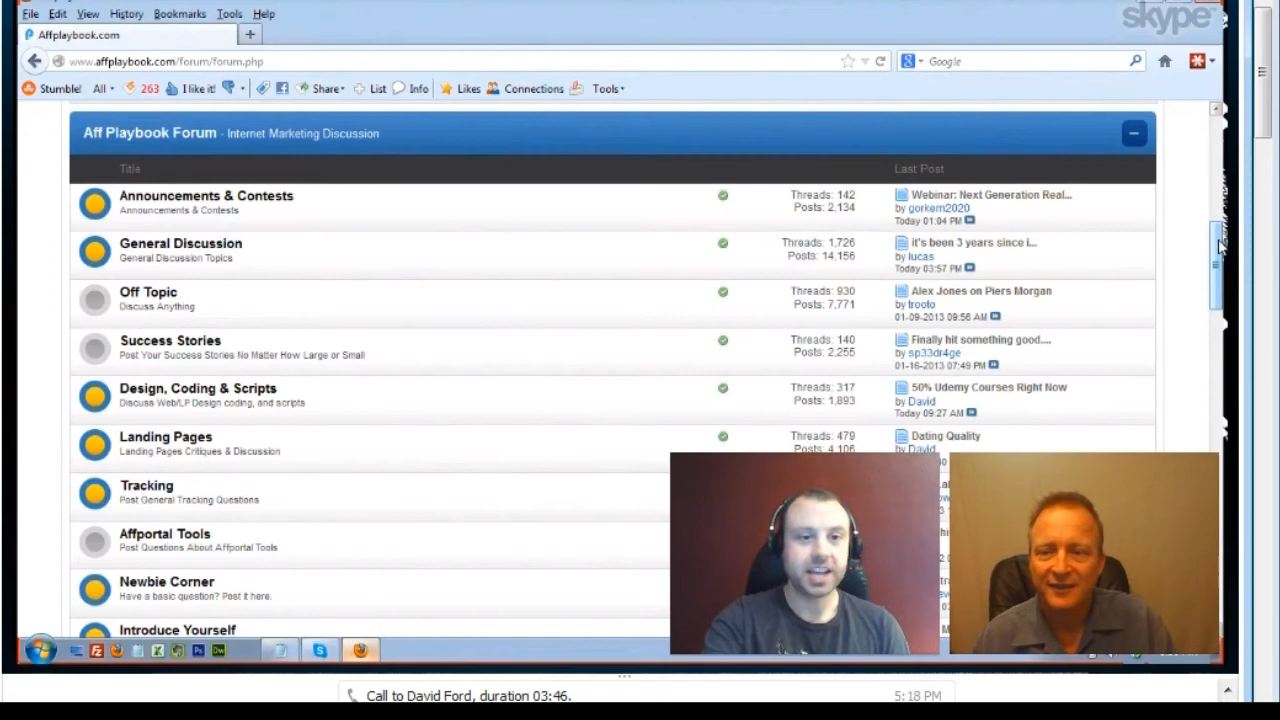 File Edit View History Bookmarks Tools Help
skype™
Affplaybook.com
www.affplaybook.com/forum/forum.php
Google
Stumble! All 263 I like it! Share List Info Likes Connections Tools
Aff Playbook Forum - Internet Marketing Discussion
Title Last Post
Announcements & Contests
Announcements & Contests
Threads: 142
Posts: 2,134
Webinar: Next Generation Real...
by gorkem2020
Today 01:04 PM
General Discussion
General Discussion Topics
Threads: 1,726
Posts: 14,156
it's been 3 years since i...
by lucas
Today 03:57 PM
Off Topic
Discuss Anything
Threads: 930
Posts: 7,771
Alex Jones on Piers Morgan
by trooto
01-09-2013 09:56 AM
Success Stories
Post Your Success Stories No Matter How Large or Small
Threads: 140
Posts: 2,255
Finally hit something good....
by sp33dr4ge
01-16-2013 07:49 PM
Design, Coding & Scripts
Discuss Web/LP Design coding, and scripts
Threads: 317
Posts: 1,893
50% Udemy Courses Right Now
by David
Today 09:27 AM
Landing Pages
Landing Pages Critiques & Discussion
Threads: 479
Posts: 4,106
Dating Quality
by David
Tracking
Post General Tracking Questions
Affportal Tools
Post Questions About Affportal Tools
Newbie Corner
Have a basic question? Post it here.
Introduce Yourself
Call to David Ford, duration 03:46. 5:18 PM